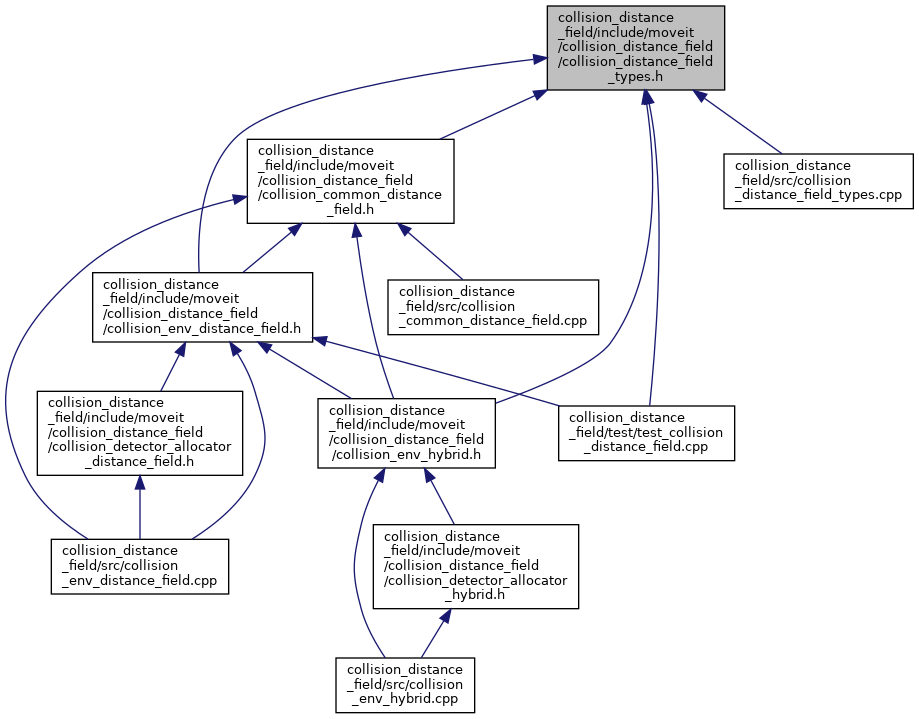 collision_distance
_field/include/moveit
/collision_distance_field
/collision_distance_field
_types.h
collision_distance
_field/include/moveit
/collision_distance_field
/collision_common_distance
_field.h
collision_distance
_field/src/collision
_distance_field_types.cpp
collision_distance
_field/include/moveit
/collision_distance_field
/collision_env_distance_field.h
collision_distance
_field/src/collision
_common_distance_field.cpp
collision_distance
_field/include/moveit
/collision_distance_field
/collision_detector_allocator
_distance_field.h
collision_distance
_field/include/moveit
/collision_distance_field
/collision_env_hybrid.h
collision_distance
_field/test/test_collision
_distance_field.cpp
collision_distance
_field/src/collision
_env_distance_field.cpp
collision_distance
_field/include/moveit
/collision_distance_field
/collision_detector_allocator
_hybrid.h
collision_distance
_field/src/collision
_env_hybrid.cpp